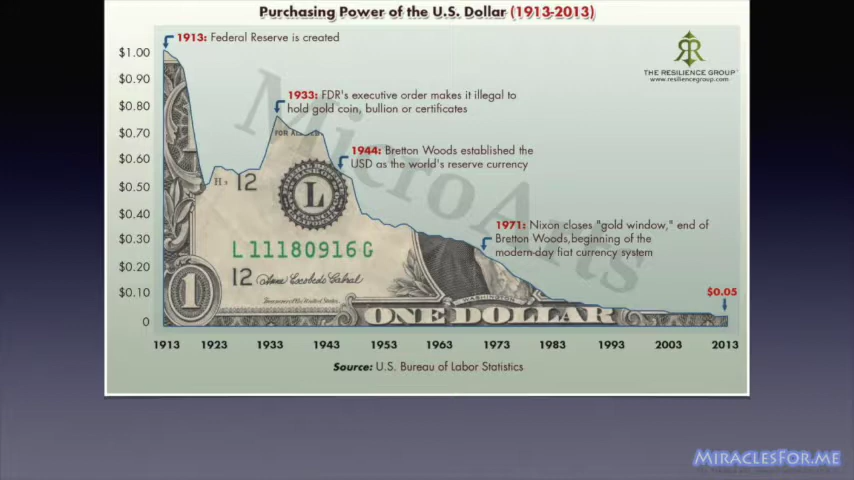 Purchasing Power of the U.S. Dollar (1913-2013)
1913: Federal Reserve is created
THE RESILIENCE GROUP
www.resiliencegroup.com
$1.00
$0.90
$0.80
$0.70
$0.60
$0.50
$0.40
$0.30
$0.20
$0.10
0
1933: FDR's executive order makes it illegal to
hold gold coin, bullion or certificates
1944: Bretton Woods established the
USD as the world's reserve currency
1971: Nixon closes "gold window," end of
Bretton Woods,beginning of the
modern-day fiat currency system
$0.05
MicroArts
H 12
L
L 11180916 G
12
1
WASHINGTON
ONE DOLLAR
1913 1923 1933 1943 1953 1963 1973 1983 1993 2003 2013
Source: U.S. Bureau of Labor Statistics
MIRACLESFOR.ME